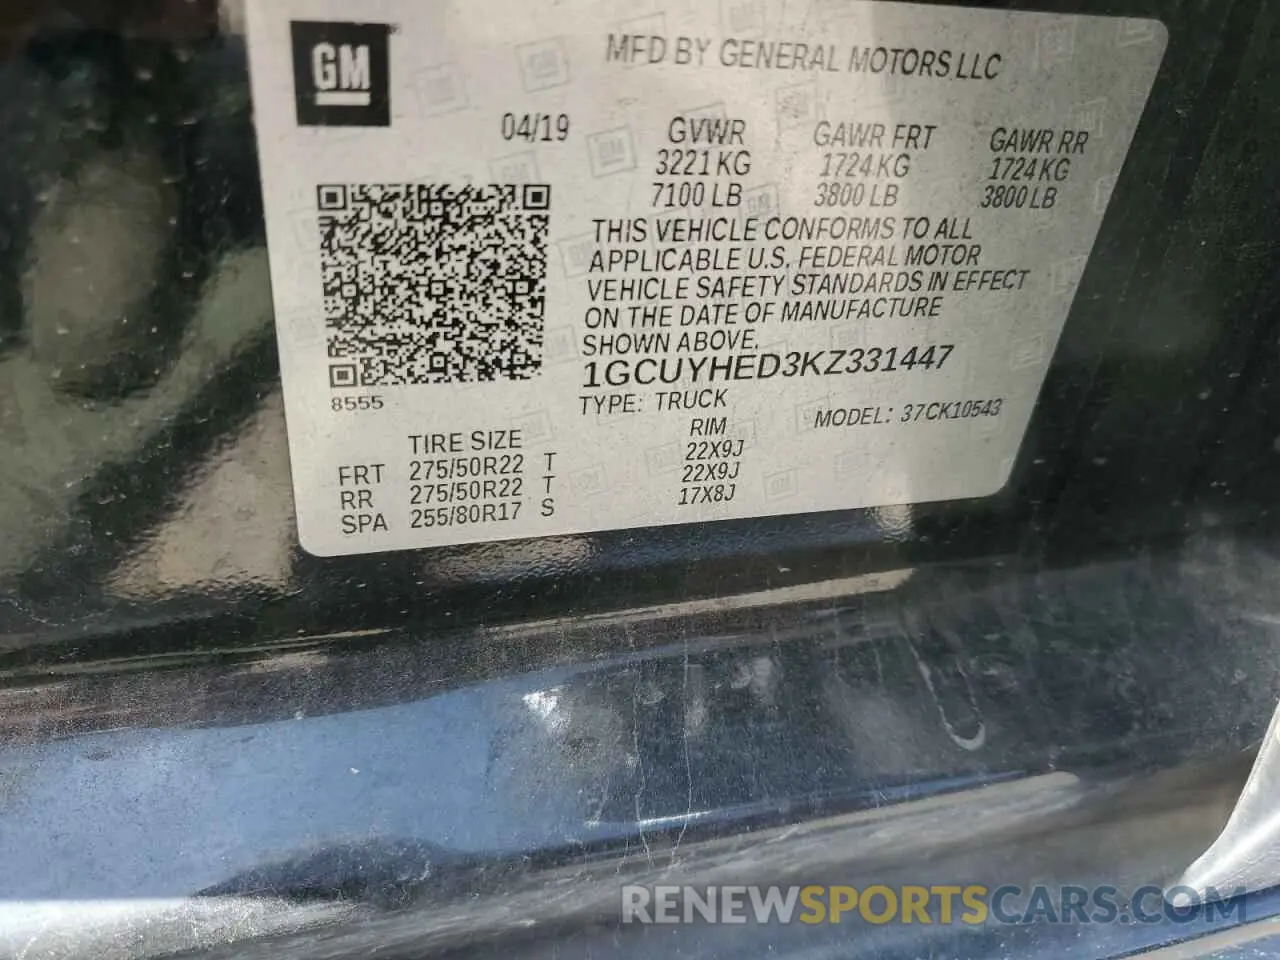 GM
MFD BY GENERAL MOTORS LLC
04/19
GVWR GAWR FRT GAWR RR
3221 KG 1724 KG 1724 KG
7100 LB 3800 LB 3800 LB
THIS VEHICLE CONFORMS TO ALL
APPLICABLE U.S. FEDERAL MOTOR
VEHICLE SAFETY STANDARDS IN EFFECT
ON THE DATE OF MANUFACTURE
SHOWN ABOVE.
1GCUYHED3KZ331447
8555
TYPE: TRUCK MODEL: 37CK10543
TIRE SIZE RIM
FRT 275/50R22 T 22X9J
RR 275/50R22 T 22X9J
SPA 255/80R17 S 17X8J
RENEWSPORTSCARS.COM